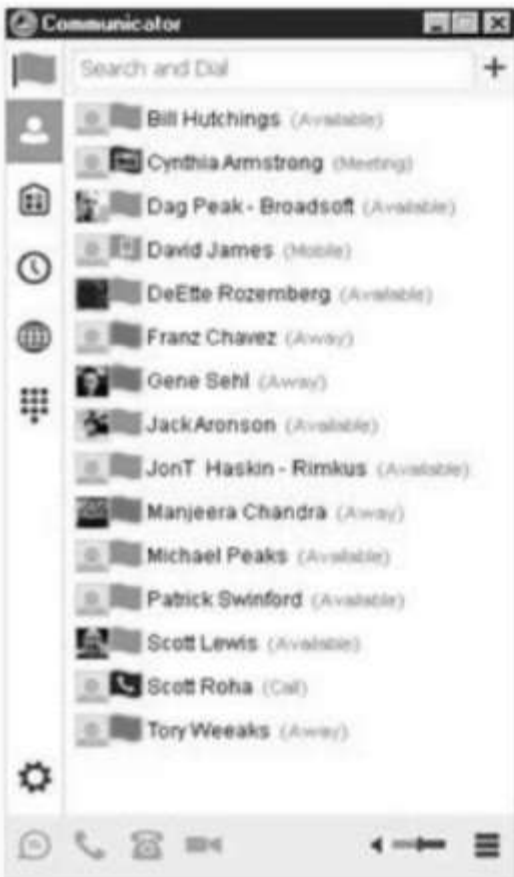 Communicator
Search and Dial
Bill Hutchings (Available)
Cynthia Armstrong (Meeting)
Dag Peak - Broadsoft (Available)
David James (Mobile)
DeEtte Rozemberg (Available)
Franz Chavez (Away)
Gene Sehl (Away)
Jack Aronson (Available)
JonT Haskin - Rimkus (Available)
Manjeera Chandra (Away)
Michael Peaks (Available)
Patrick Swinford (Available)
Scott Lewis (Available)
Scott Roha (Call)
Tory Weeaks (Away)